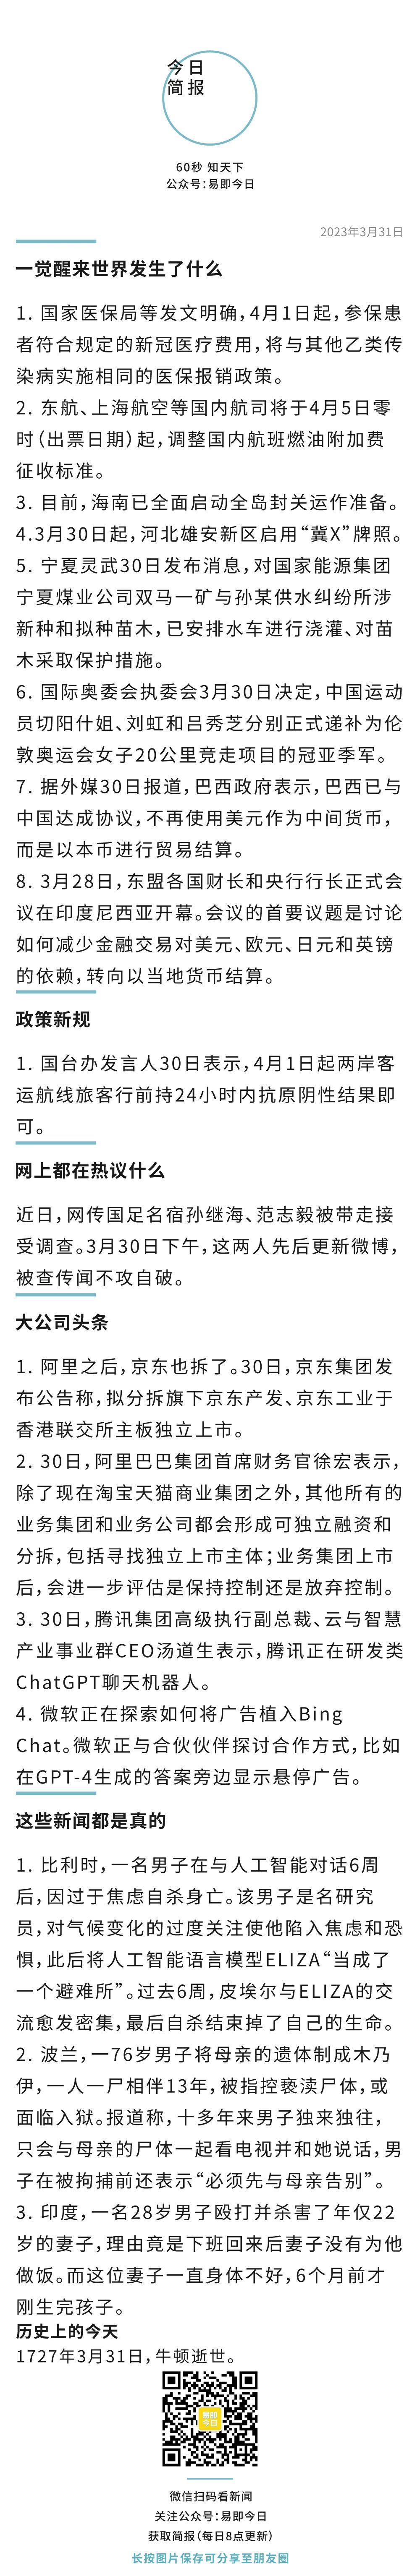 今日
简报
60秒 知天下
公众号：易即今日
2023年3月31日
一觉醒来世界发生了什么
1. 国家医保局等发文明确，4月1日起，参保患
者符合规定的新冠医疗费用，将与其他乙类传
染病实施相同的医保报销政策。
2. 东航、上海航空等国内航司将于4月5日零
时（出票日期）起，调整国内航班燃油附加费
征收标准。
3. 目前，海南已全面启动全岛封关运作准备。
4.3月30日起，河北雄安新区启用“冀X”牌照。
5. 宁夏灵武30日发布消息，对国家能源集团
宁夏煤业公司双马一矿与孙某供水纠纷所涉
新种和拟种苗木，已安排水车进行浇灌、对苗
木采取保护措施。
6. 国际奥委会执委会3月30日决定，中国运动
员切阳什姐、刘虹和吕秀芝分别正式递补为伦
敦奥运会女子20公里竞走项目的冠亚季军。
7. 据外媒30日报道，巴西政府表示，巴西已与
中国达成协议，不再使用美元作为中间货币，
而是以本币进行贸易结算。
8. 3月28日，东盟各国财长和央行行长正式会
议在印度尼西亚开幕。会议的首要议题是讨论
如何减少金融交易对美元、欧元、日元和英镑
的依赖，转向以当地货币结算。
政策新规
1. 国台办发言人30日表示，4月1日起两岸客
运航线旅客行前持24小时内抗原阴性结果即
可。
网上都在热议什么
近日，网传国足名宿孙继海、范志毅被带走接
受调查。3月30日下午，这两人先后更新微博，
被查传闻不攻自破。
大公司头条
1. 阿里之后，京东也拆了。30日，京东集团发
布公告称，拟分拆旗下京东产发、京东工业于
香港联交所主板独立上市。
2. 30日，阿里巴巴集团首席财务官徐宏表示，
除了现在淘宝天猫商业集团之外，其他所有的
业务集团和业务公司都会形成可独立融资和
分拆，包括寻找独立上市主体；业务集团上市
后，会进一步评估是保持控制还是放弃控制。
3. 30日，腾讯集团高级执行副总裁、云与智慧
产业事业群CEO汤道生表示，腾讯正在研发类
ChatGPT聊天机器人。
4. 微软正在探索如何将广告植入Bing
Chat。微软正与合伙伙伴探讨合作方式，比如
在GPT-4生成的答案旁边显示悬停广告。
这些新闻都是真的
1. 比利时，一名男子在与人工智能对话6周
后，因过于焦虑自杀身亡。该男子是名研究
员，对气候变化的过度关注使他陷入焦虑和恐
惧，此后将人工智能语言模型ELIZA“当成了
一个避难所”。过去6周，皮埃尔与ELIZA的交
流愈发密集，最后自杀结束掉了自己的生命。
2. 波兰，一76岁男子将母亲的遗体制成木乃
伊，一人一尸相伴13年，被指控亵渎尸体，或
面临入狱。报道称，十多年来男子独来独往，
只会与母亲的尸体一起看电视并和她说话，男
子在被拘捕前还表示“必须先与母亲告别”。
3. 印度，一名28岁男子殴打并杀害了年仅22
岁的妻子，理由竟是下班回来后妻子没有为他
做饭。而这位妻子一直身体不好，6个月前才
刚生完孩子。
历史上的今天
1727年3月31日，牛顿逝世。
易即
今日
微信扫码看新闻
关注公众号：易即今日
获取简报（每日8点更新）
长按图片保存可分享至朋友圈